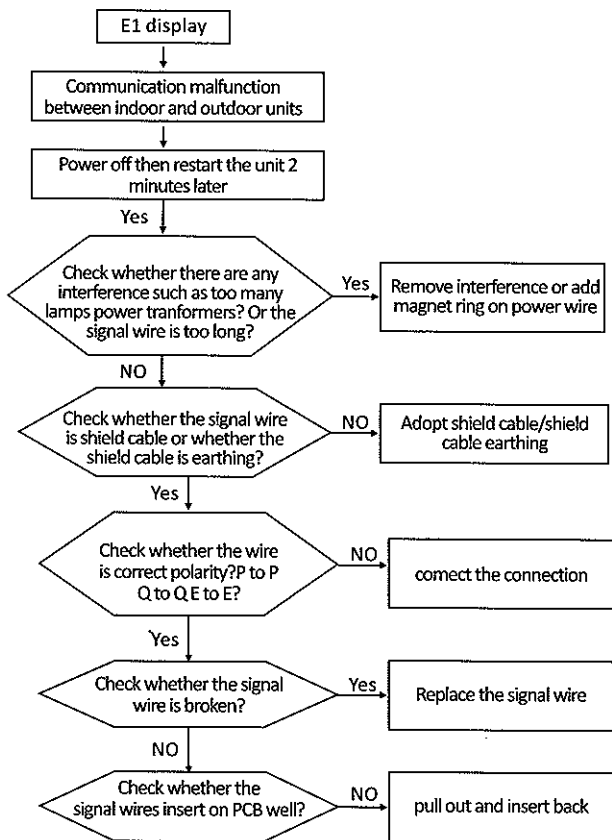 E1 display
Communication malfunction
between indoor and outdoor units
Power off then restart the unit 2
minutes later
Yes
Check whether there are any
interference such as too many
lamps power tranformers? Or the
signal wire is too long?
Yes
Remove interference or add
magnet ring on power wire
NO
Check whether the signal wire
is shield cable or whether the
shield cable is earthing?
NO
Adopt shield cable/shield
cable earthing
Yes
Check whether the wire
is correct polarity?P to P
Q to Q E to E?
NO
comect the connection
Yes
Check whether the signal
wire is broken?
Yes
Replace the signal wire
NO
Check whether the
signal wires insert on PCB well?
NO
pull out and insert back